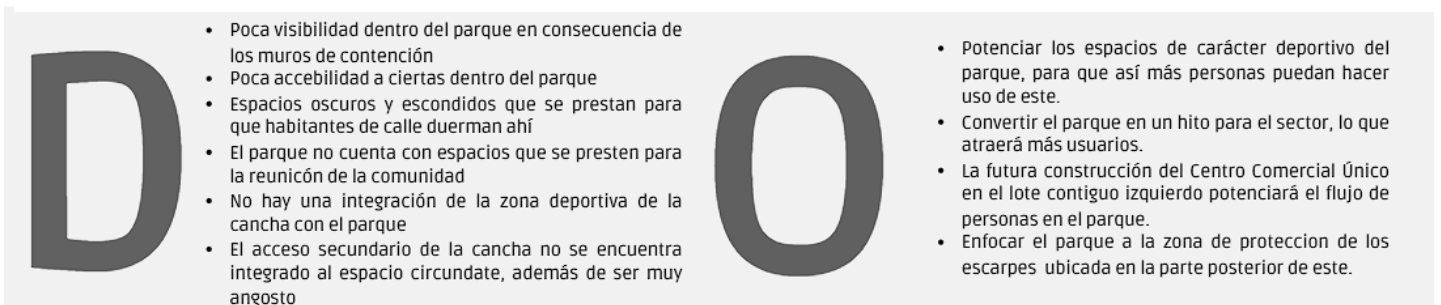 D
• Poca visibilidad dentro del parque en consecuencia de
los muros de contención
• Poca accebilidad a ciertas dentro del parque
• Espacios oscuros y escondidos que se prestan para
que habitantes de calle duerman ahí
• El parque no cuenta con espacios que se presten para
la reunicón de la comunidad
• No hay una integración de la zona deportiva de la
cancha con el parque
• El acceso secundario de la cancha no se encuentra
integrado al espacio circundate, además de ser muy
angosto
O
• Potenciar los espacios de carácter deportivo del
parque, para que así más personas puedan hacer
uso de este.
• Convertir el parque en un hito para el sector, lo que
atraerá más usuarios.
• La futura construcción del Centro Comercial Único
en el lote contiguo izquierdo potenciará el flujo de
personas en el parque.
• Enfocar el parque a la zona de proteccion de los
escarpes ubicada en la parte posterior de este.